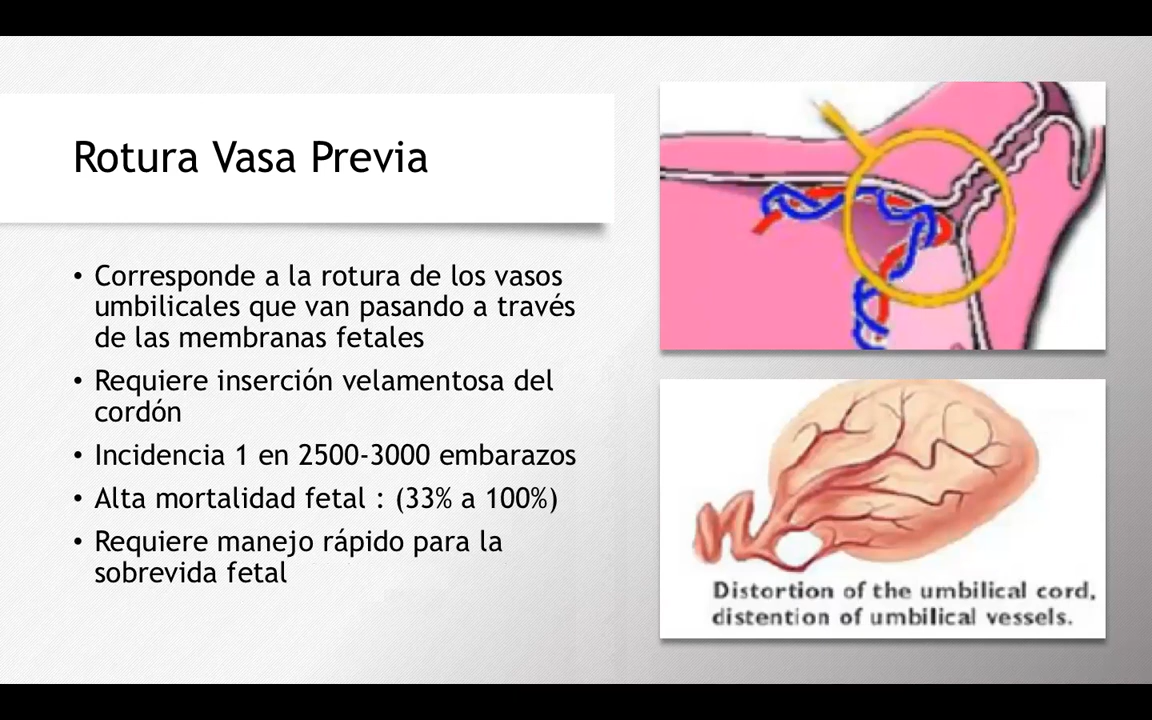 Rotura Vasa Previa
• Corresponde a la rotura de los vasos
umbilicales que van pasando a través
de las membranas fetales
• Requiere inserción velamentosa del
cordón
• Incidencia 1 en 2500-3000 embarazos
• Alta mortalidad fetal : (33% a 100%)
• Requiere manejo rápido para la
sobrevida fetal
Distortion of the umbilical cord,
distention of umbilical vessels.